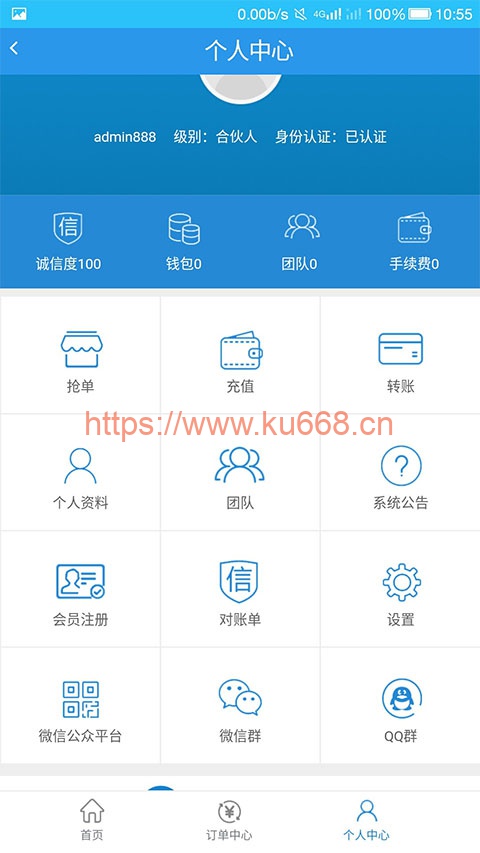 0.00b/s 4G 100% 10:55
个人中心
admin888 级别：合伙人 身份认证：已认证
信
诚信度100 钱包0 团队0 手续费0
抢单 充值 转账
https://www.ku668.cn
个人资料 团队 系统公告
信
会员注册 对账单 设置
微信公众平台 微信群 QQ群
¥
首页 订单中心 个人中心